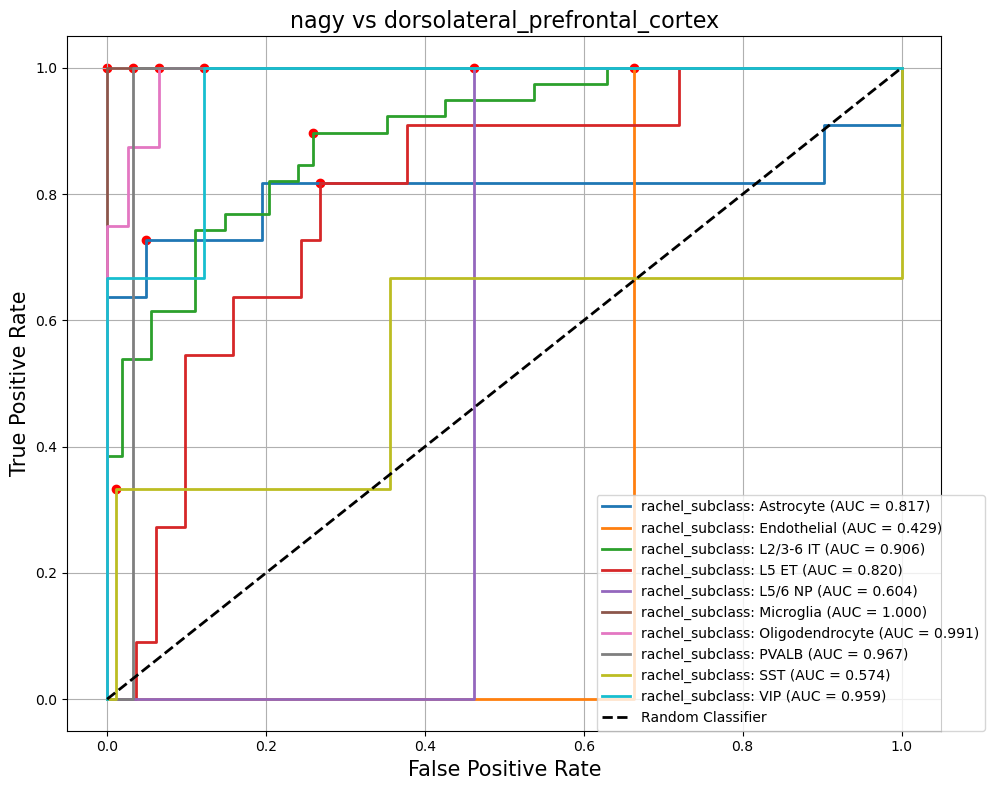 nagy vs dorsolateral_prefrontal_cortex
True Positive Rate
1.0
0.8
0.6
0.4
0.2
0.0
rachel_subclass: Astrocyte (AUC = 0.817)
rachel_subclass: Endothelial (AUC = 0.429)
rachel_subclass: L2/3-6 IT (AUC = 0.906)
rachel_subclass: L5 ET (AUC = 0.820)
rachel_subclass: L5/6 NP (AUC = 0.604)
rachel_subclass: Microglia (AUC = 1.000)
rachel_subclass: Oligodendrocyte (AUC = 0.991)
rachel_subclass: PVALB (AUC = 0.967)
rachel_subclass: SST (AUC = 0.574)
rachel_subclass: VIP (AUC = 0.959)
Random Classifier
0.0 0.2 0.4 0.6 0.8 1.0
False Positive Rate